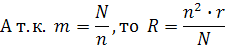 А т.к. m = N/n, то R = n² · r / N